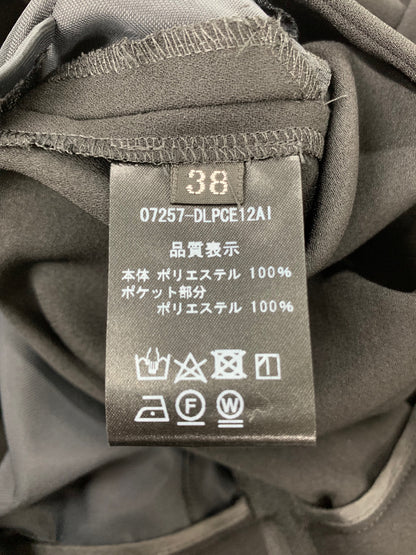 38
07257-DLPCE12AI
品質表示
本体 ポリエステル 100%
ポケット部分
ポリエステル 100%
F W